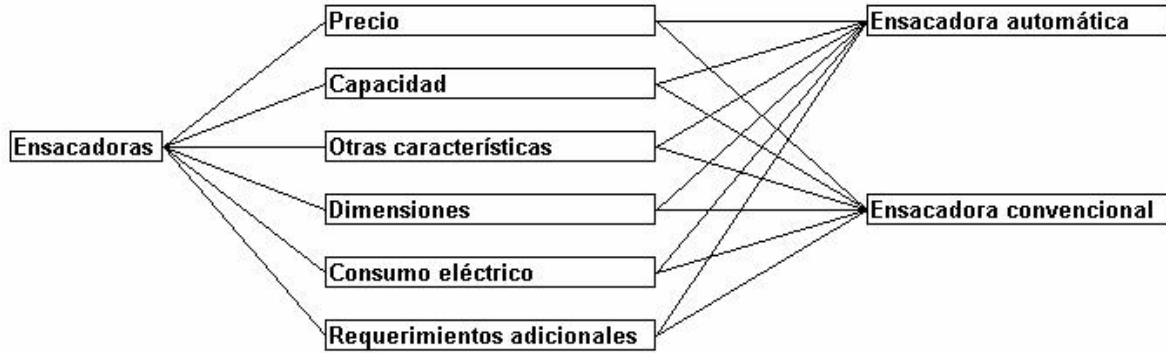 Precio
Ensacadora automática
Capacidad
Ensacadoras
Otras características
Dimensiones
Ensacadora convencional
Consumo eléctrico
Requerimientos adicionales